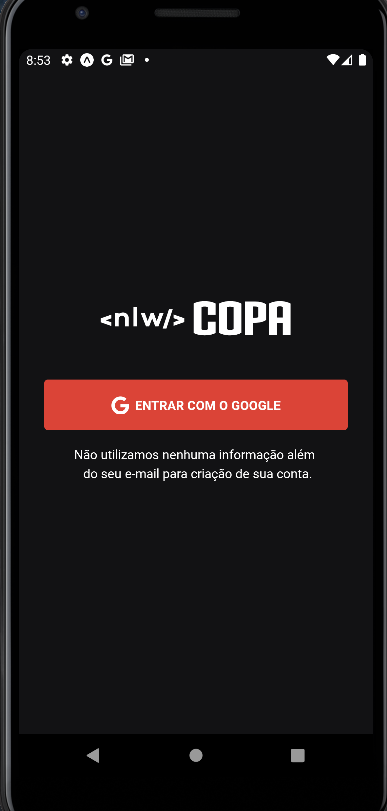 8:53
<nlw/> COPA
ENTRAR COM O GOOGLE
Não utilizamos nenhuma informação além
do seu e-mail para criação de sua conta.